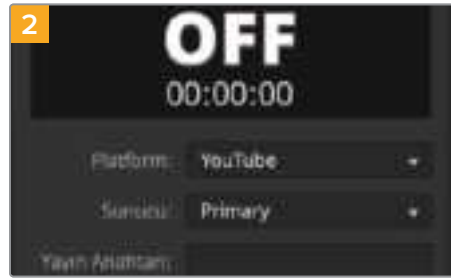 2
OFF
00:00:00
Platform: YouTube
Sunucu: Primary
Yayın Anahtarı: